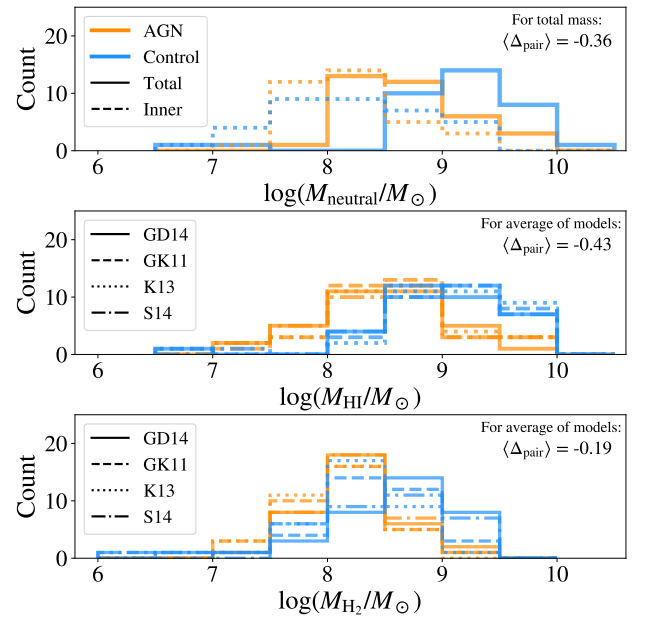 AGN
Control
Total
Inner
For total mass:
⟨Δpair⟩ = -0.36
Count
20
10
0
6
7
8
9
10
log(Mneutral/M⊙)
GD14
GK11
K13
S14
For average of models:
⟨Δpair⟩ = -0.43
Count
20
10
0
6
7
8
9
10
log(MHI/M⊙)
GD14
GK11
K13
S14
For average of models:
⟨Δpair⟩ = -0.19
Count
20
10
0
6
7
8
9
10
log(MH2/M⊙)